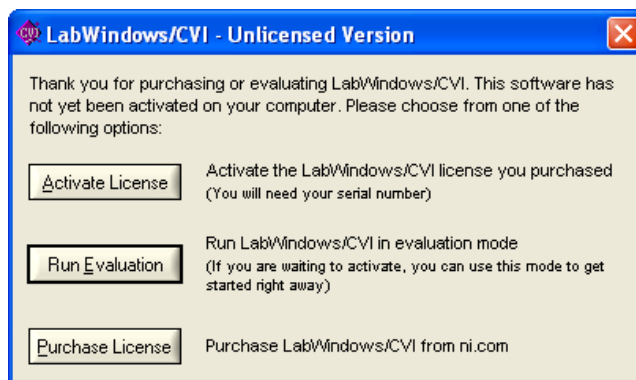 CVI LabWindows/CVI - Unlicensed Version
Thank you for purchasing or evaluating LabWindows/CVI. This software has
not yet been activated on your computer. Please choose from one of the
following options:
Activate License
Activate the LabWindows/CVI license you purchased
(You will need your serial number)
Run Evaluation
Run LabWindows/CVI in evaluation mode
(If you are waiting to activate, you can use this mode to get
started right away)
Purchase License
Purchase LabWindows/CVI from ni.com